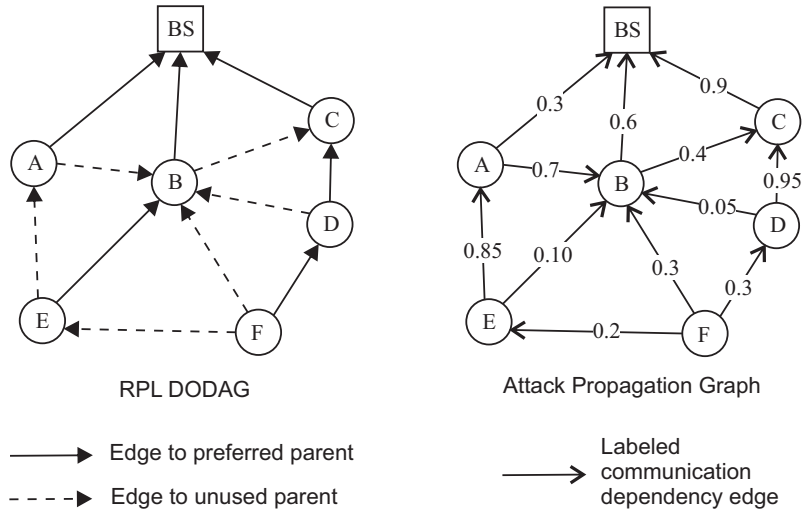 BS
A
B
C
D
E
F
RPL DODAG
Edge to preferred parent
Edge to unused parent
BS
0.3
0.6
0.9
A
0.7
B
0.4
C
0.95
0.05
D
0.85
0.10
0.3
0.3
E
0.2
F
Attack Propagation Graph
Labeled
communication
dependency edge